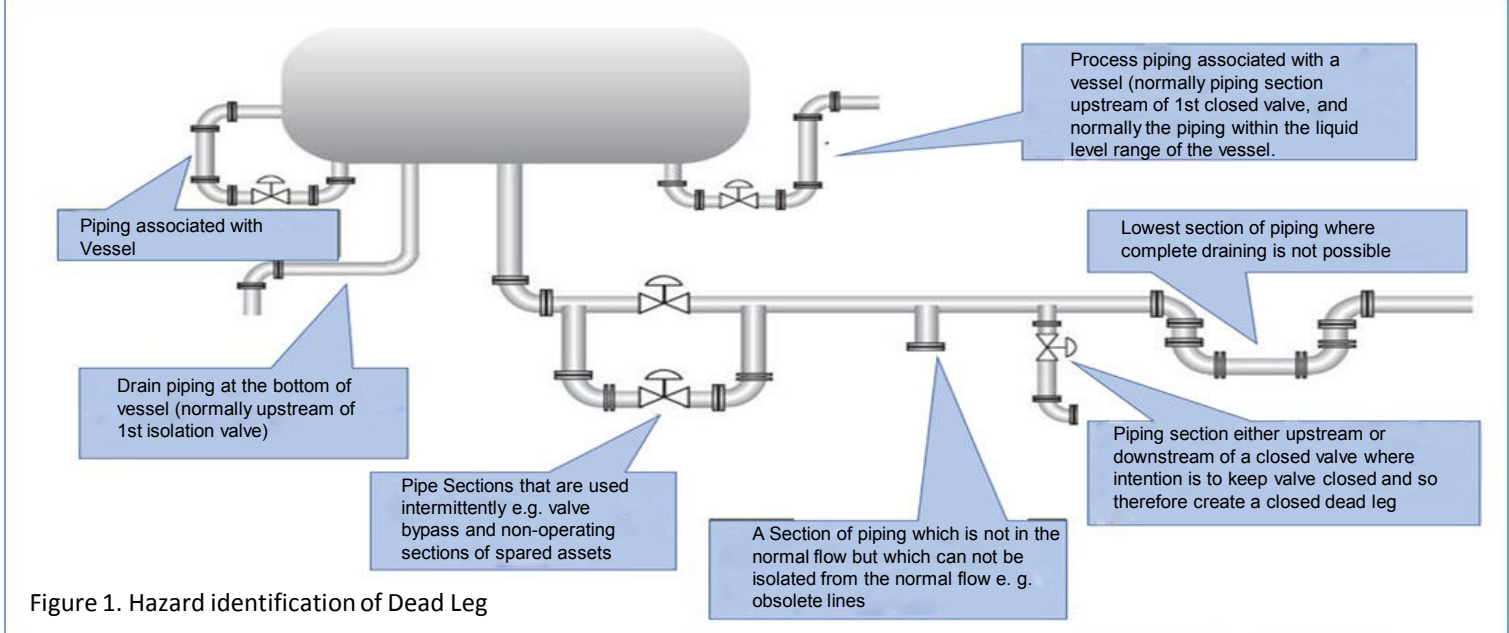 Process piping associated with a
vessel (normally piping section
upstream of 1st closed valve, and
normally the piping within the liquid
level range of the vessel.
Piping associated with
Vessel
Lowest section of piping where
complete draining is not possible
Drain piping at the bottom of
vessel (normally upstream of
1st isolation valve)
Pipe Sections that are used
intermittently e.g. valve
bypass and non-operating
sections of spared assets
A Section of piping which is not in the
normal flow but which can not be
isolated from the normal flow e. g.
obsolete lines
Piping section either upstream or
downstream of a closed valve where
intention is to keep valve closed and so
therefore create a closed dead leg
Figure 1. Hazard identification of Dead Leg